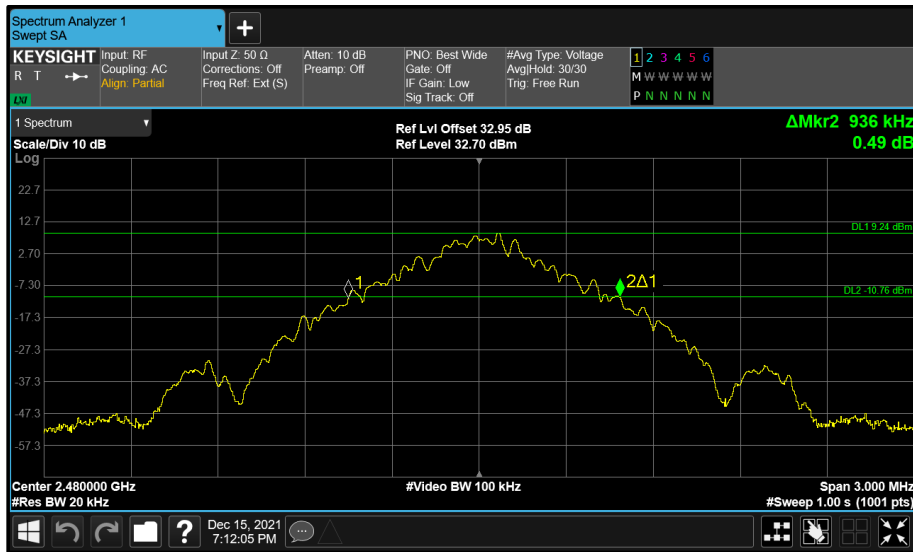 Spectrum Analyzer 1
Swept SA
+
KEYSIGHT
R T
LXI
Input: RF
Coupling: AC
Align: Partial
Input Z: 50 Ω
Corrections: Off
Freq Ref: Ext (S)
Atten: 10 dB
Preamp: Off
PNO: Best Wide
Gate: Off
IF Gain: Low
Sig Track: Off
#Avg Type: Voltage
Avg|Hold: 30/30
Trig: Free Run
1 2 3 4 5 6
M W W W W W
P N N N N N
1 Spectrum
Scale/Div 10 dB
Ref Lvl Offset 32.95 dB
Ref Level 32.70 dBm
ΔMkr2 936 kHz
0.49 dB
Log
22.7
12.7
2.70
-7.30
-17.3
-27.3
-37.3
-47.3
-57.3
DL1 9.24 dBm
1
2Δ1
DL2 -10.76 dBm
Center 2.480000 GHz
#Res BW 20 kHz
#Video BW 100 kHz
Span 3.000 MHz
#Sweep 1.00 s (1001 pts)
?
Dec 15, 2021
7:12:05 PM